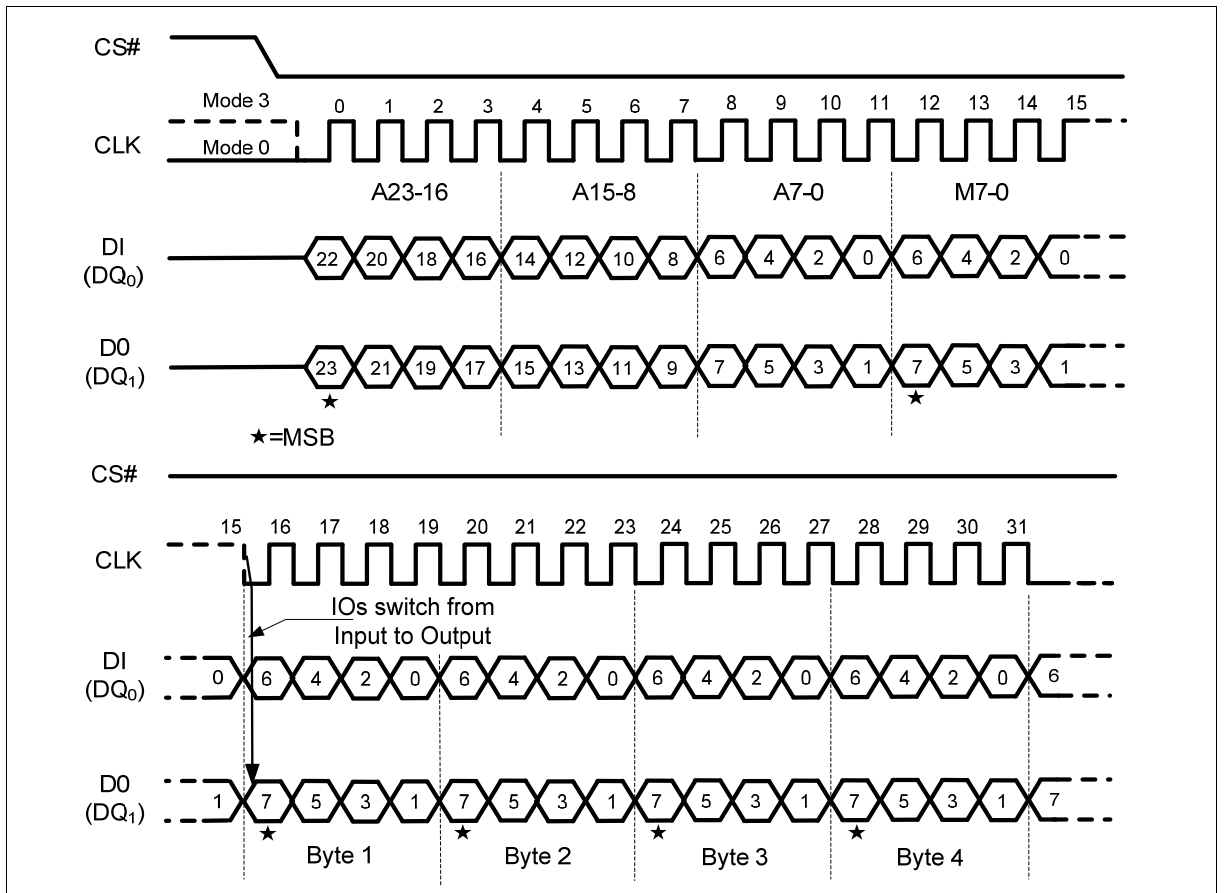 CS#
Mode 3 0 1 2 3 4 5 6 7 8 9 10 11 12 13 14 15
CLK
Mode 0
A23-16 A15-8 A7-0 M7-0
DI
(DQ0)
22 20 18 16 14 12 10 8 6 4 2 0 6 4 2 0
D0
(DQ1)
23 21 19 17 15 13 11 9 7 5 3 1 7 5 3 1
★ ★
★=MSB
CS#
15 16 17 18 19 20 21 22 23 24 25 26 27 28 29 30 31
CLK
IOs switch from
Input to Output
DI
(DQ0)
0 6 4 2 0 6 4 2 0 6 4 2 0 6 4 2 0 6
D0
(DQ1)
1 7 5 3 1 7 5 3 1 7 5 3 1 7 5 3 1 7
★ ★ ★ ★
Byte 1 Byte 2 Byte 3 Byte 4